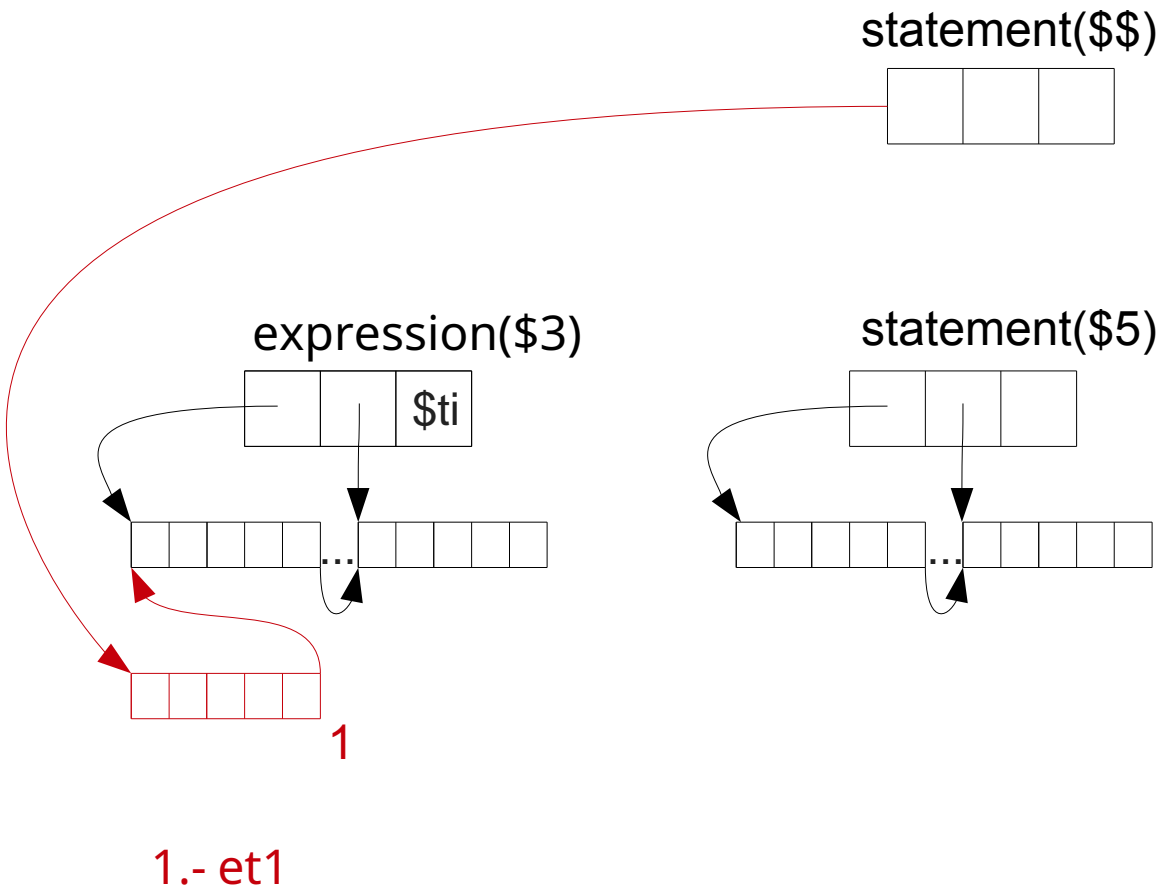 statement($$)
expression($3)
statement($5)
$ti
...
...
1
1.- et1